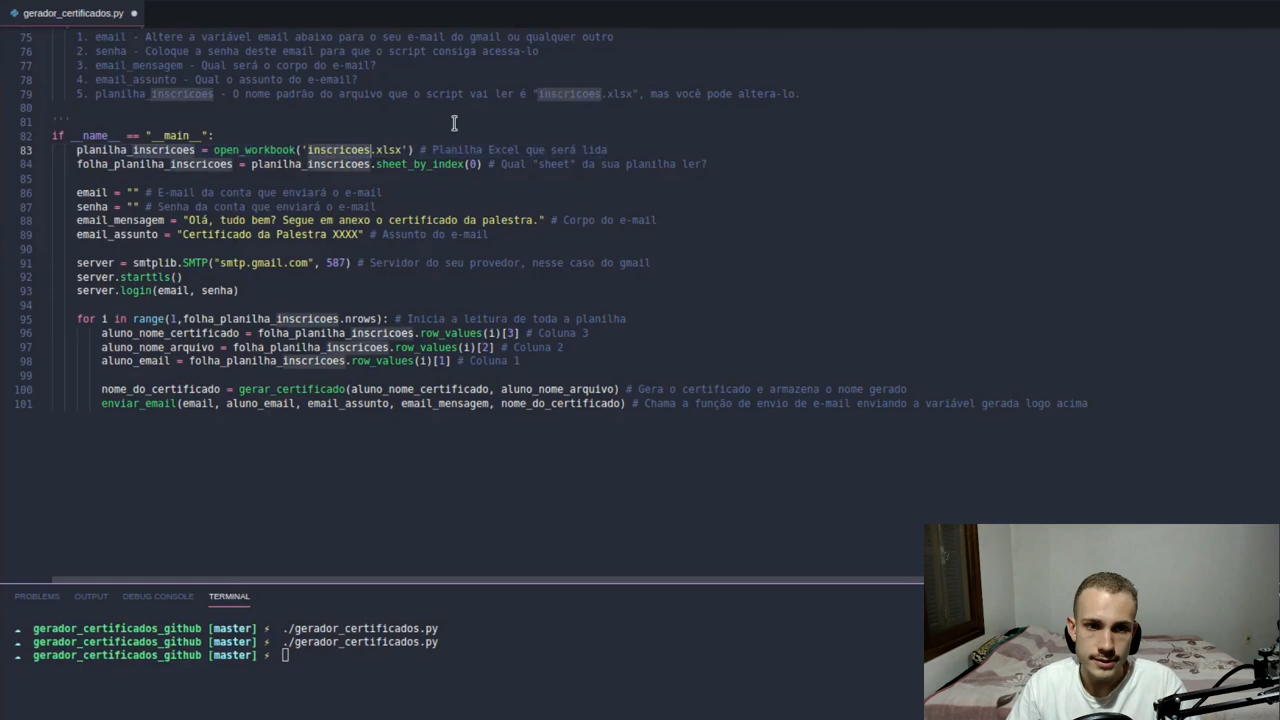 gerador_certificados.py
75 1. email - Altere a variável email abaixo para o seu e-mail do gmail ou qualquer outro
76 2. senha - Coloque a senha deste email para que o script consiga acessa-lo
77 3. email_mensagem - Qual será o corpo do e-mail?
78 4. email_assunto - Qual o assunto do e-email?
79 5. planilha_inscricoes - O nome padrão do arquivo que o script vai ler é "inscricoes.xlsx", mas você pode altera-lo.
80
81 '''
82 if __name__ == "__main__":
83 planilha_inscricoes = open_workbook('inscricoes.xlsx') # Planilha Excel que será lida
84 folha_planilha_inscricoes = planilha_inscricoes.sheet_by_index(0) # Qual "sheet" da sua planilha ler?
85
86 email = "" # E-mail da conta que enviará o e-mail
87 senha = "" # Senha da conta que enviará o e-mail
88 email_mensagem = "Olá, tudo bem? Segue em anexo o certificado da palestra." # Corpo do e-mail
89 email_assunto = "Certificado da Palestra XXXX" # Assunto do e-mail
90
91 server = smtplib.SMTP("smtp.gmail.com", 587) # Servidor do seu provedor, nesse caso do gmail
92 server.starttls()
93 server.login(email, senha)
94
95 for i in range(1,folha_planilha_inscricoes.nrows): # Inicia a leitura de toda a planilha
96 aluno_nome_certificado = folha_planilha_inscricoes.row_values(i)[3] # Coluna 3
97 aluno_nome_arquivo = folha_planilha_inscricoes.row_values(i)[2] # Coluna 2
98 aluno_email = folha_planilha_inscricoes.row_values(i)[1] # Coluna 1
99
100 nome_do_certificado = gerar_certificado(aluno_nome_certificado, aluno_nome_arquivo) # Gera o certificado e armazena o nome gerado
101 enviar_email(email, aluno_email, email_assunto, email_mensagem, nome_do_certificado) # Chama a função de envio de e-mail enviando a variável gerada logo acima
PROBLEMS OUTPUT DEBUG CONSOLE TERMINAL
gerador_certificados_github [master] ⚡ ./gerador_certificados.py
gerador_certificados_github [master] ⚡ ./gerador_certificados.py
gerador_certificados_github [master] ⚡